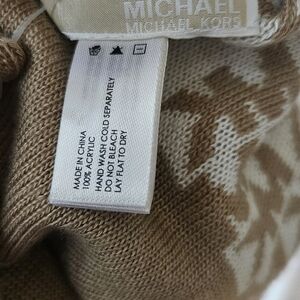 MICHAEL
MICHAEL KORS
MADE IN CHINA
100% ACRYLIC
HAND WASH COLD SEPARATELY
DO NOT BLEACH
LAY FLAT TO DRY